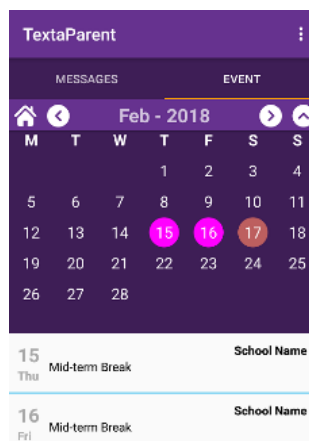 TextaParent
MESSAGES EVENT
Feb - 2018
M T W T F S S
1 2 3 4
5 6 7 8 9 10 11
12 13 14 15 16 17 18
19 20 21 22 23 24 25
26 27 28
School Name
15
Mid-term Break
Thu
School Name
16
Mid-term Break
Fri